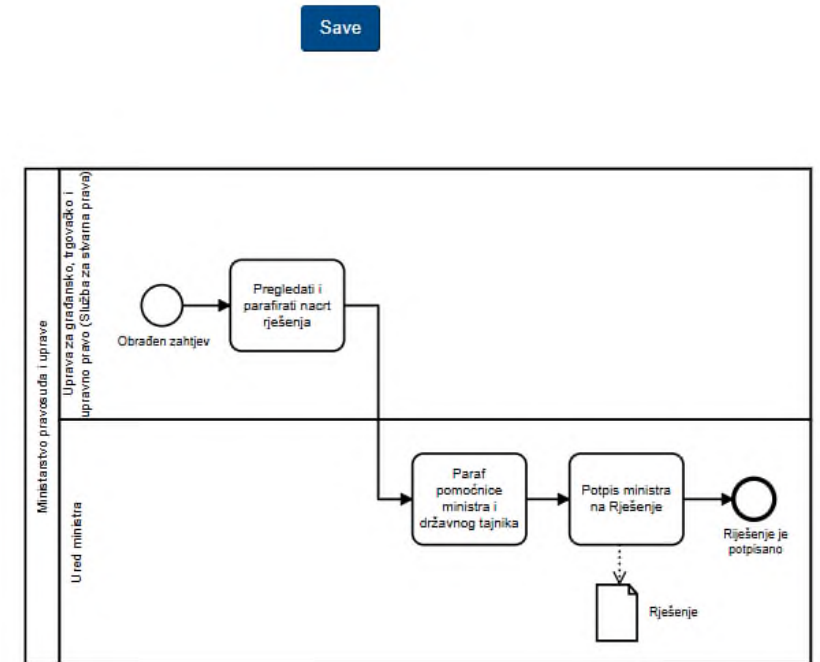 Save
Ministarstvo pravosuđa i uprave
Uprava za građansko, trgovačko i
upravno pravo (Služba za stvarna prava)
Obrađen zahtjev
Pregledati i
parafirati nacrt
rješenja
Ured ministra
Paraf
pomoćnice
ministra i
državnog tajnika
Potpis ministra
na Rješenje
Riješenje je
potpisano
Rješenje